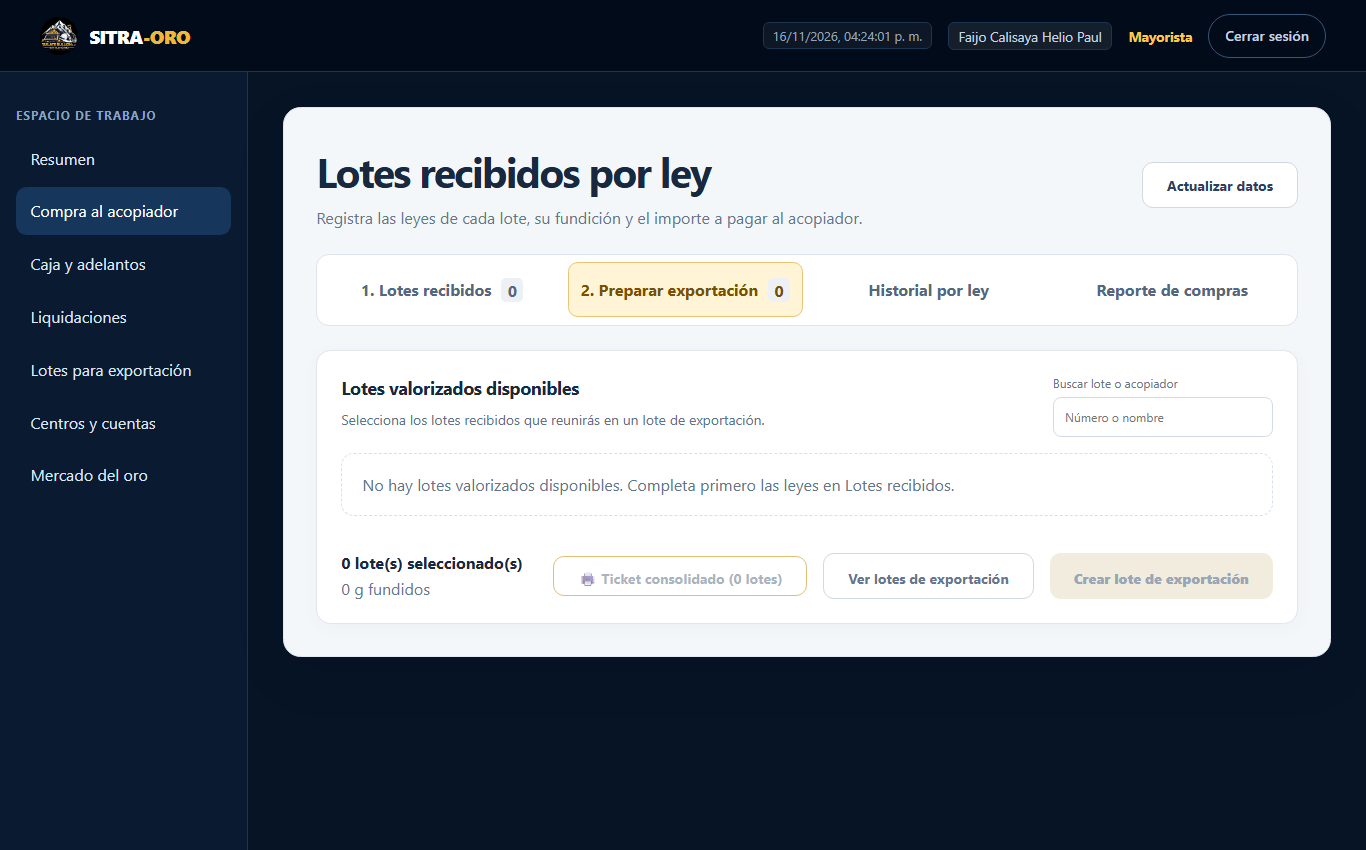 SITRA-ORO
16/11/2026, 04:24:01 p. m.
Faijo Calisaya Helio Paul
Mayorista
Cerrar sesión
ESPACIO DE TRABAJO
Resumen
Compra al acopiador
Caja y adelantos
Liquidaciones
Lotes para exportación
Centros y cuentas
Mercado del oro
Lotes recibidos por ley
Registra las leyes de cada lote, su fundición y el importe a pagar al acopiador.
Actualizar datos
1. Lotes recibidos 0
2. Preparar exportación 0
Historial por ley
Reporte de compras
Lotes valorizados disponibles
Selecciona los lotes recibidos que reunirás en un lote de exportación.
Buscar lote o acopiador
Número o nombre
No hay lotes valorizados disponibles. Completa primero las leyes en Lotes recibidos.
0 lote(s) seleccionado(s)
0 g fundidos
Ticket consolidado (0 lotes)
Ver lotes de exportación
Crear lote de exportación